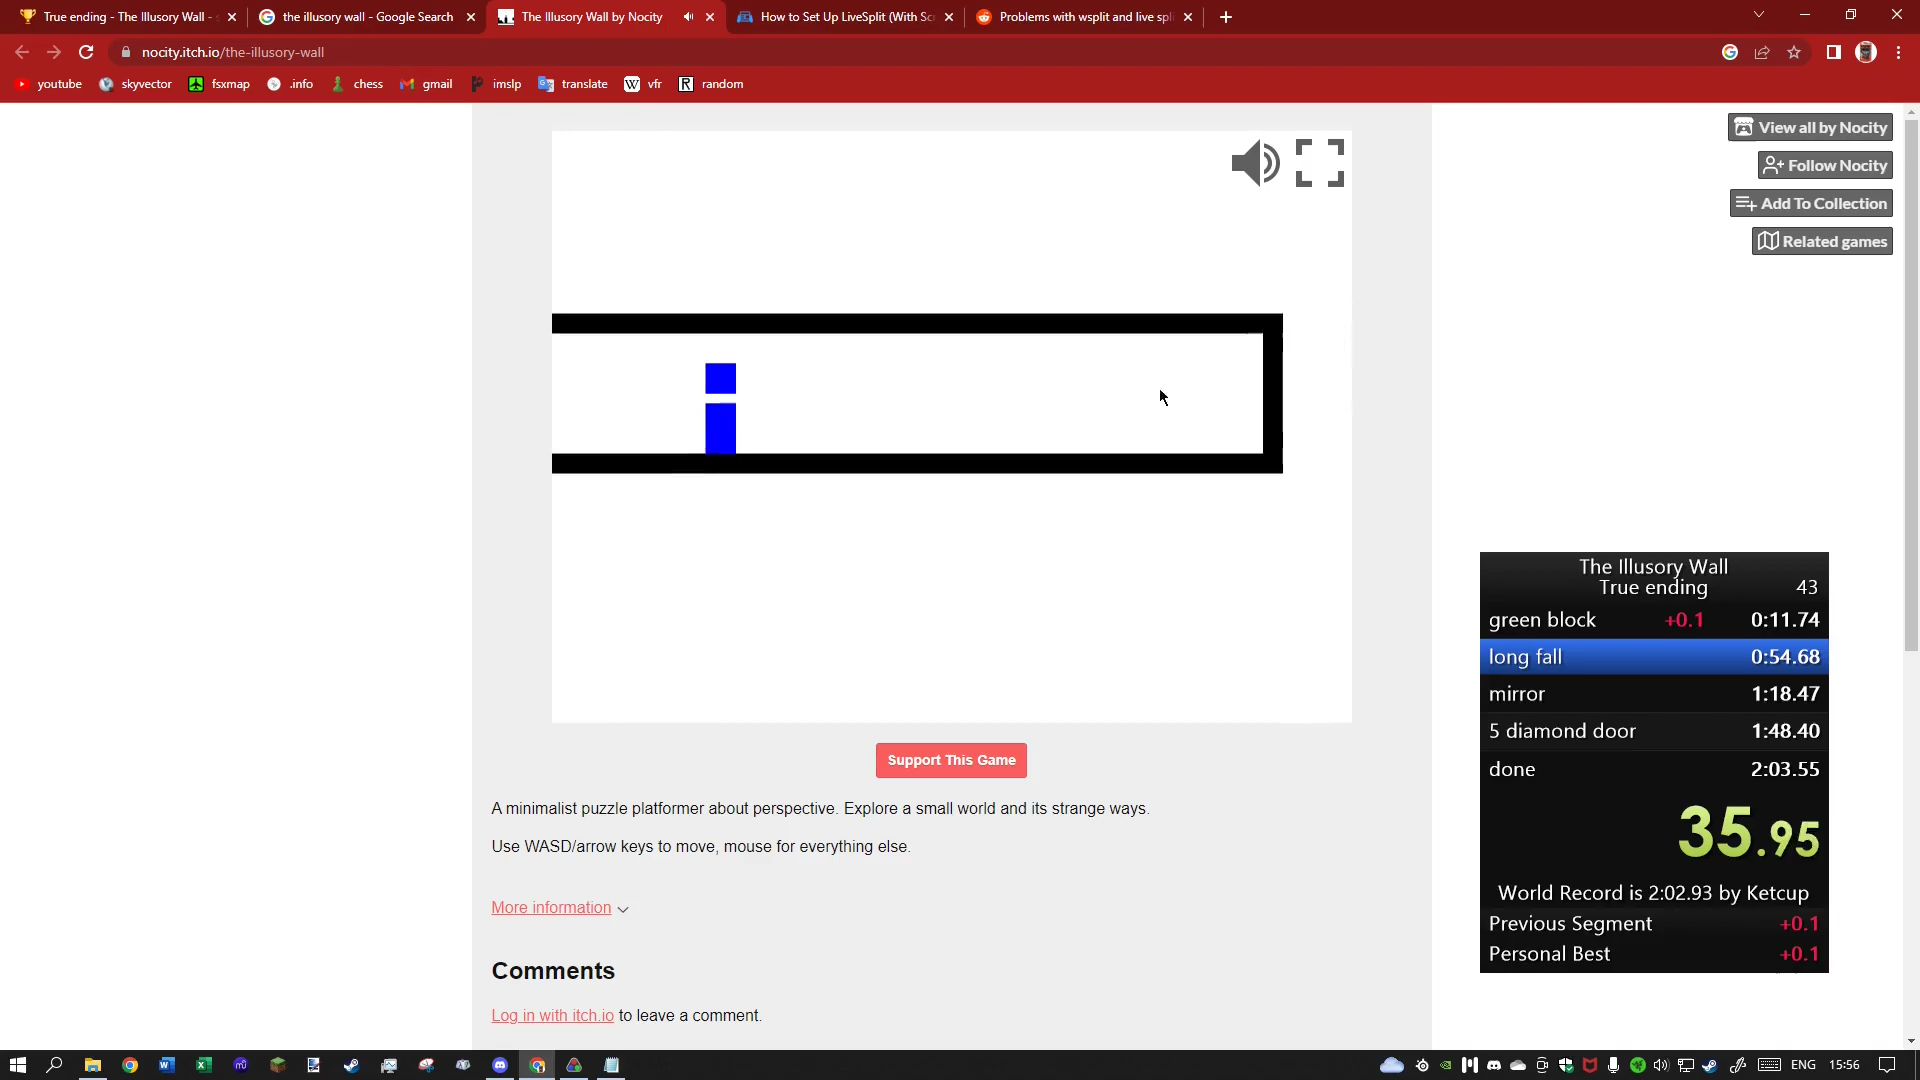 True ending - The Illusory Wall - s
the illusory wall - Google Search
The Illusory Wall by Nocity
How to Set Up LiveSplit (With Scr
Problems with wsplit and live spli
nocity.itch.io/the-illusory-wall
youtube
skyvector
fsxmap
.info
chess
gmail
imslp
translate
vfr
random
View all by Nocity
Follow Nocity
Add To Collection
Related games
The Illusory Wall
True ending 43
green block +0.1 0:11.74
long fall 0:54.68
mirror 1:18.47
5 diamond door 1:48.40
done 2:03.55
35.95
World Record is 2:02.93 by Ketcup
Previous Segment +0.1
Personal Best +0.1
Support This Game
A minimalist puzzle platformer about perspective. Explore a small world and its strange ways.
Use WASD/arrow keys to move, mouse for everything else.
More information
Comments
Log in with itch.io to leave a comment.
ENG 15:56